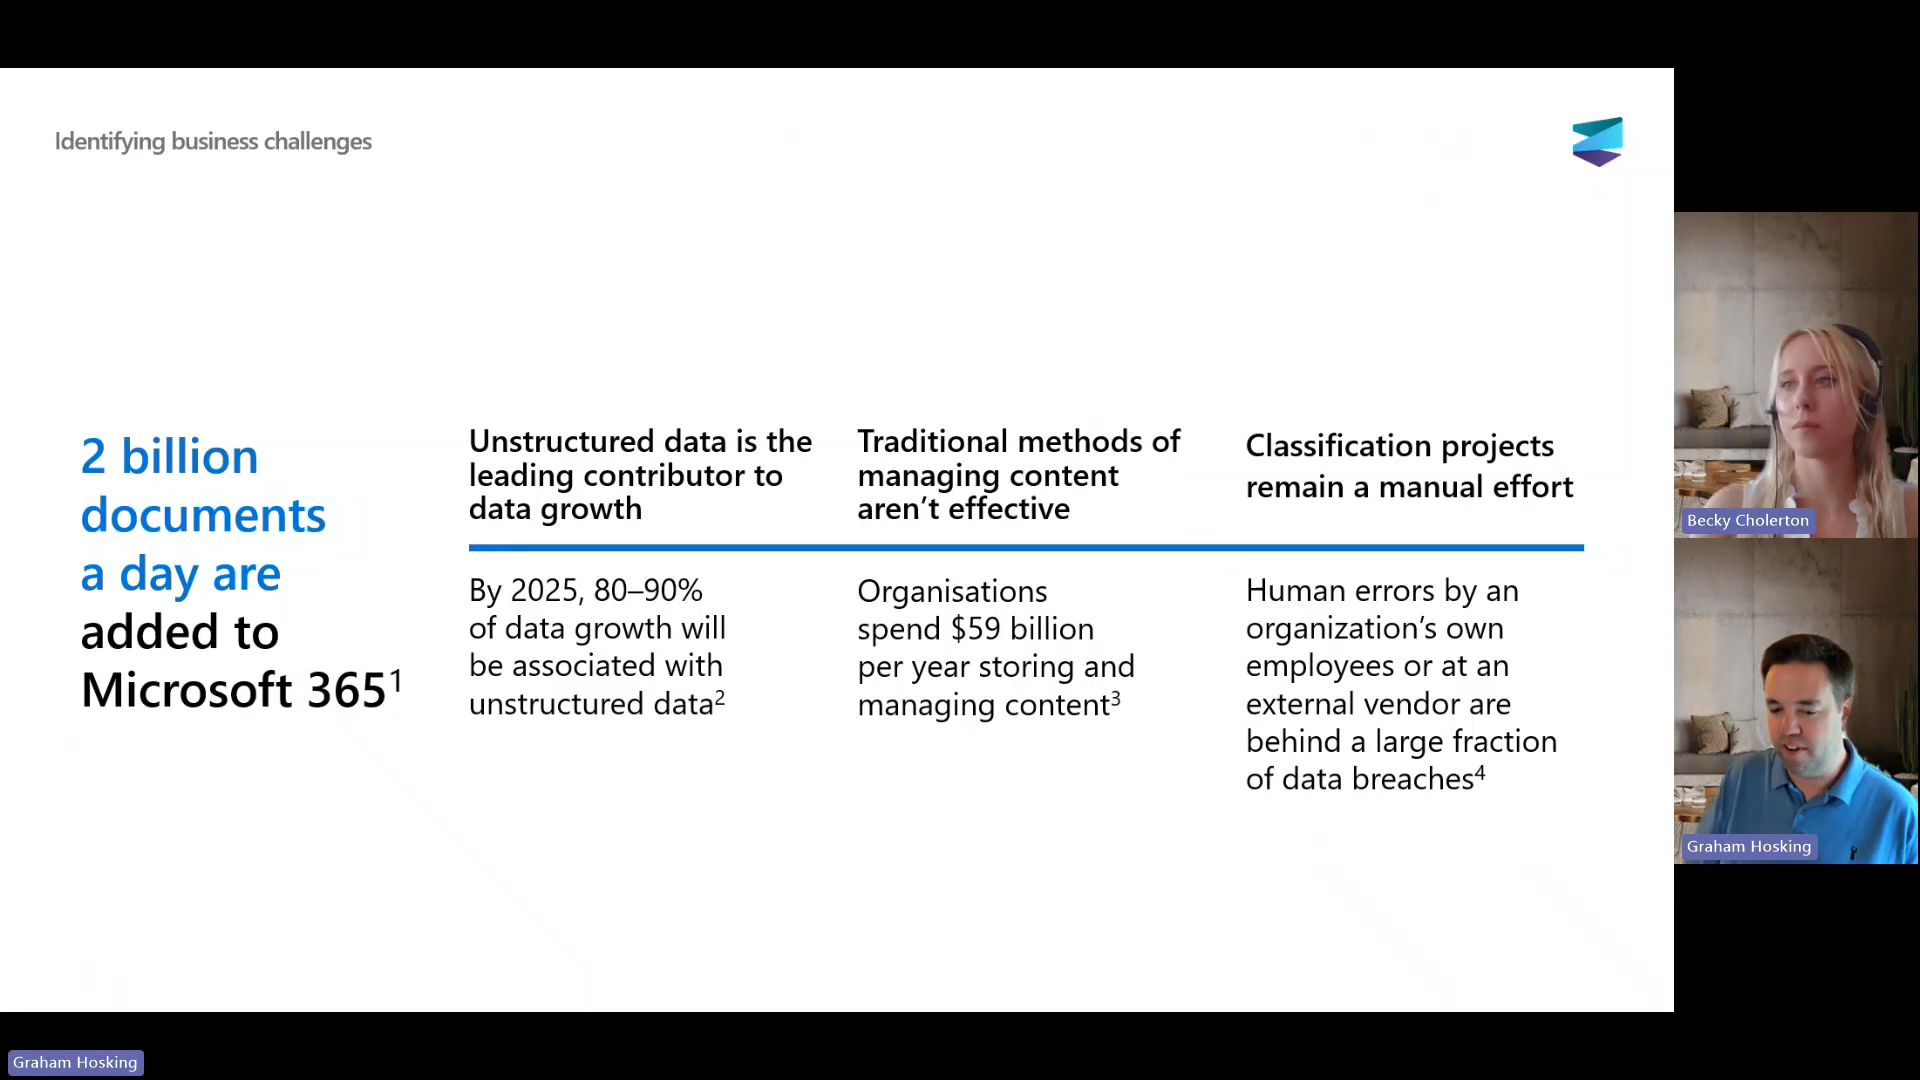 Identifying business challenges
2 billion
documents
a day are
added to
Microsoft 365¹
Unstructured data is the
leading contributor to
data growth
By 2025, 80–90%
of data growth will
be associated with
unstructured data²
Traditional methods of
managing content
aren’t effective
Organisations
spend $59 billion
per year storing and
managing content³
Classification projects
remain a manual effort
Human errors by an
organization’s own
employees or at an
external vendor are
behind a large fraction
of data breaches⁴
Becky Cholerton
Graham Hosking
Graham Hosking